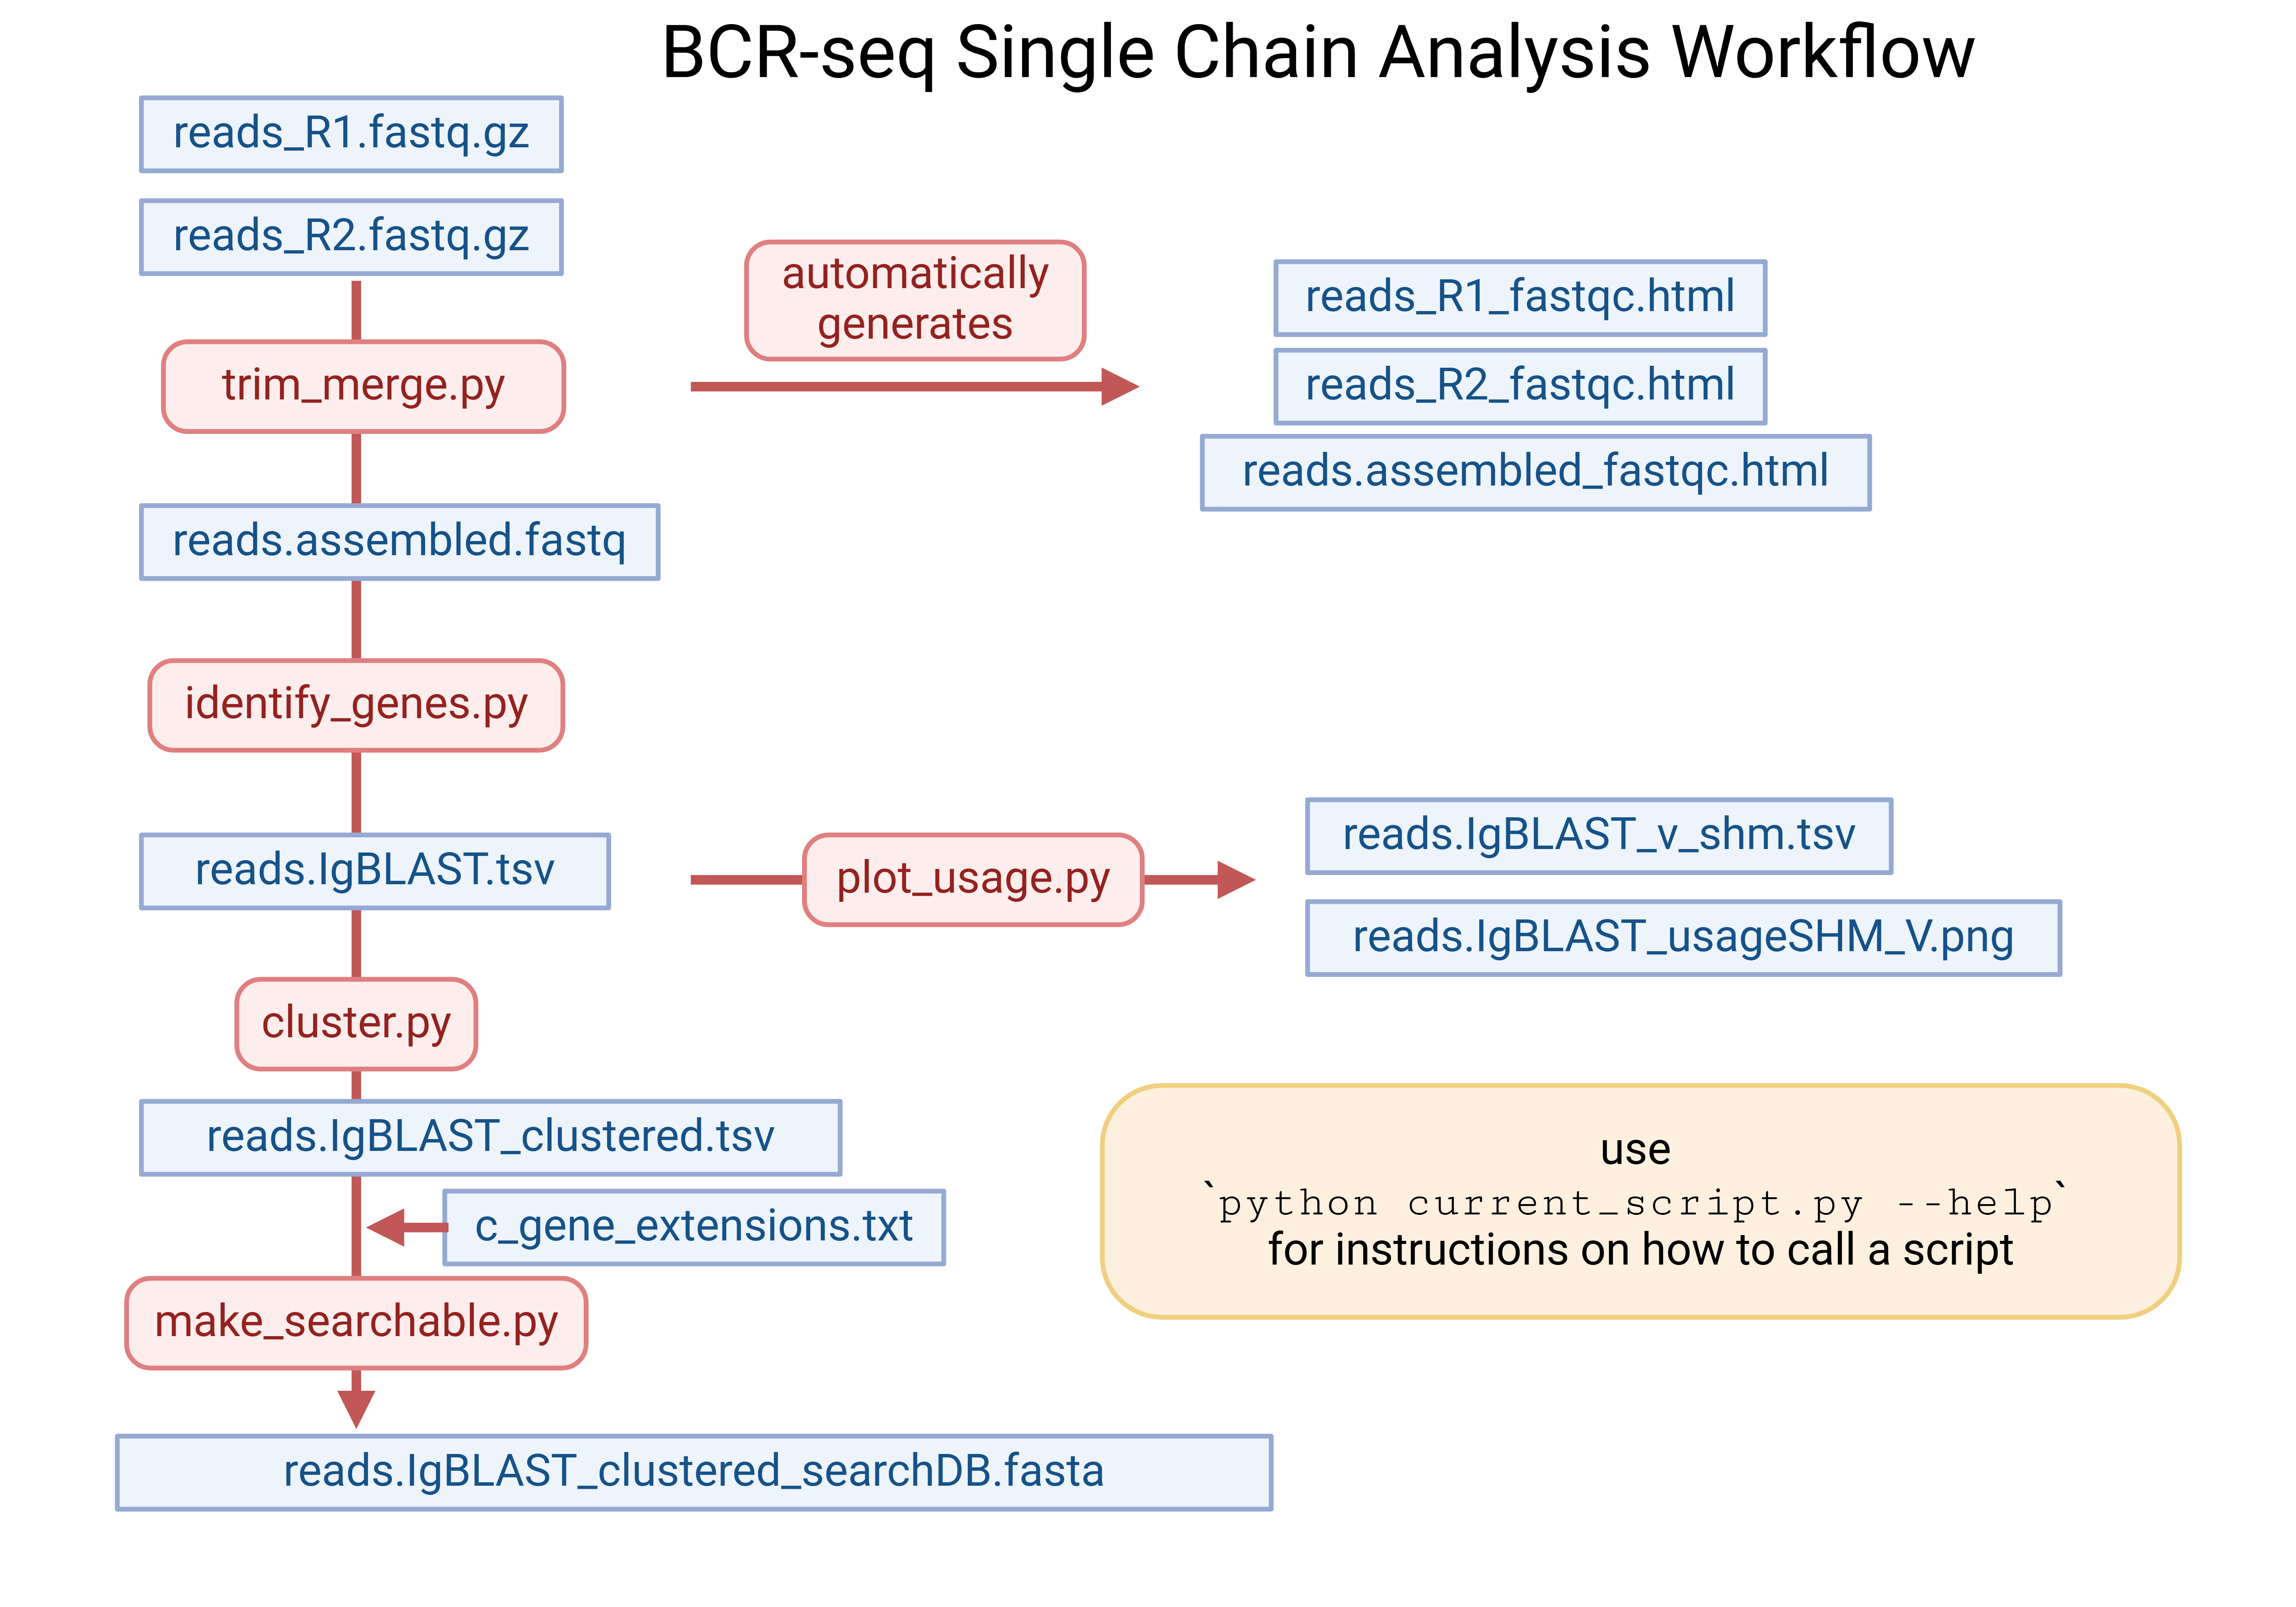 BCR-seq Single Chain Analysis Workflow
reads_R1.fastq.gz
reads_R2.fastq.gz
automatically
generates
reads_R1_fastqc.html
reads_R2_fastqc.html
reads.assembled_fastqc.html
trim_merge.py
reads.assembled.fastq
identify_genes.py
reads.IgBLAST.tsv
plot_usage.py
reads.IgBLAST_v_shm.tsv
reads.IgBLAST_usageSHM_V.png
cluster.py
reads.IgBLAST_clustered.tsv
c_gene_extensions.txt
make_searchable.py
reads.IgBLAST_clustered_searchDB.fasta
use
`python current_script.py --help`
for instructions on how to call a script